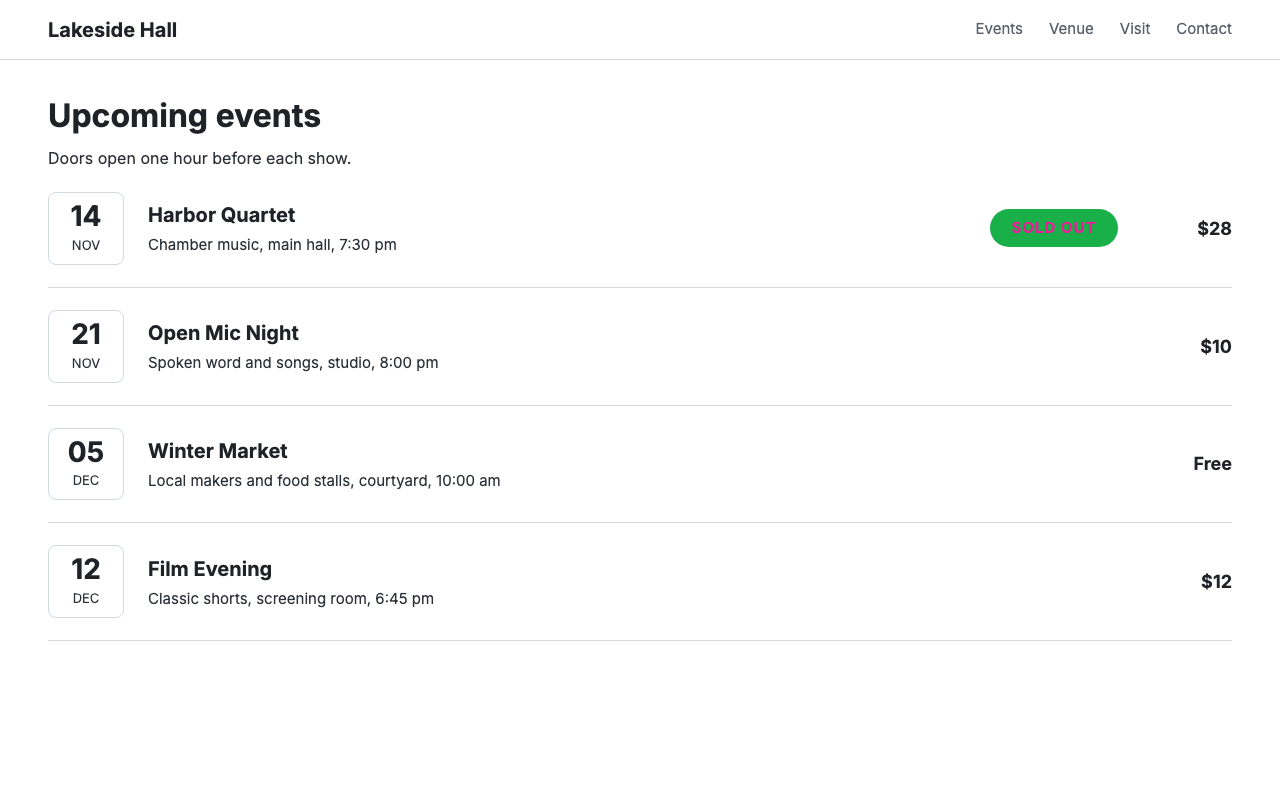 Lakeside Hall
Events Venue Visit Contact
Upcoming events
Doors open one hour before each show.
14
NOV
Harbor Quartet
Chamber music, main hall, 7:30 pm
SOLD OUT
$28
21
NOV
Open Mic Night
Spoken word and songs, studio, 8:00 pm
$10
05
DEC
Winter Market
Local makers and food stalls, courtyard, 10:00 am
Free
12
DEC
Film Evening
Classic shorts, screening room, 6:45 pm
$12